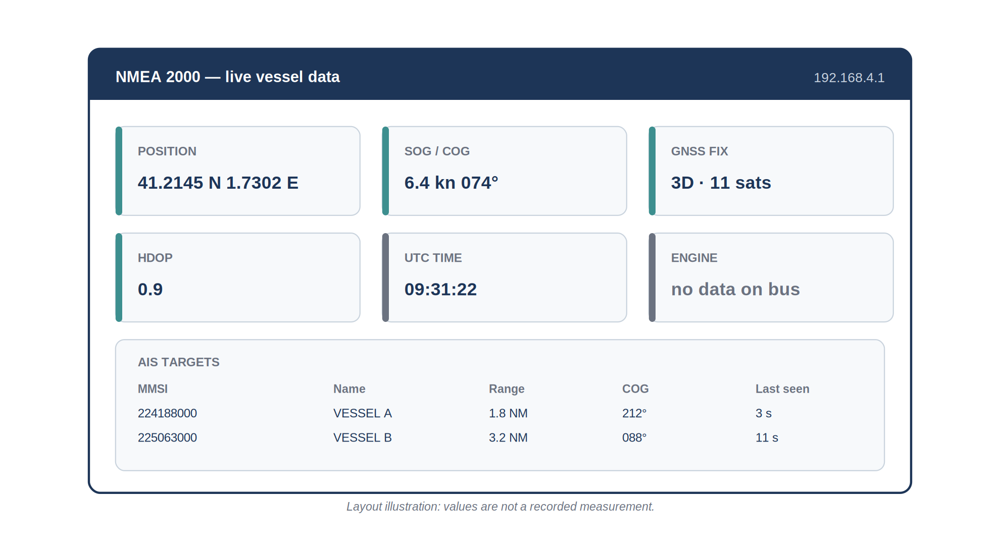 NMEA 2000 — live vessel data 192.168.4.1
POSITION SOG / COG GNSS FIX
41.2145 N 1.7302 E 6.4 kn 074° 3D · 11 sats
HDOP UTC TIME ENGINE
0.9 09:31:22 no data on bus
AIS TARGETS
MMSI Name Range COG Last seen
224188000 VESSEL A 1.8 NM 212° 3 s
225063000 VESSEL B 3.2 NM 088° 11 s
Layout illustration: values are not a recorded measurement.